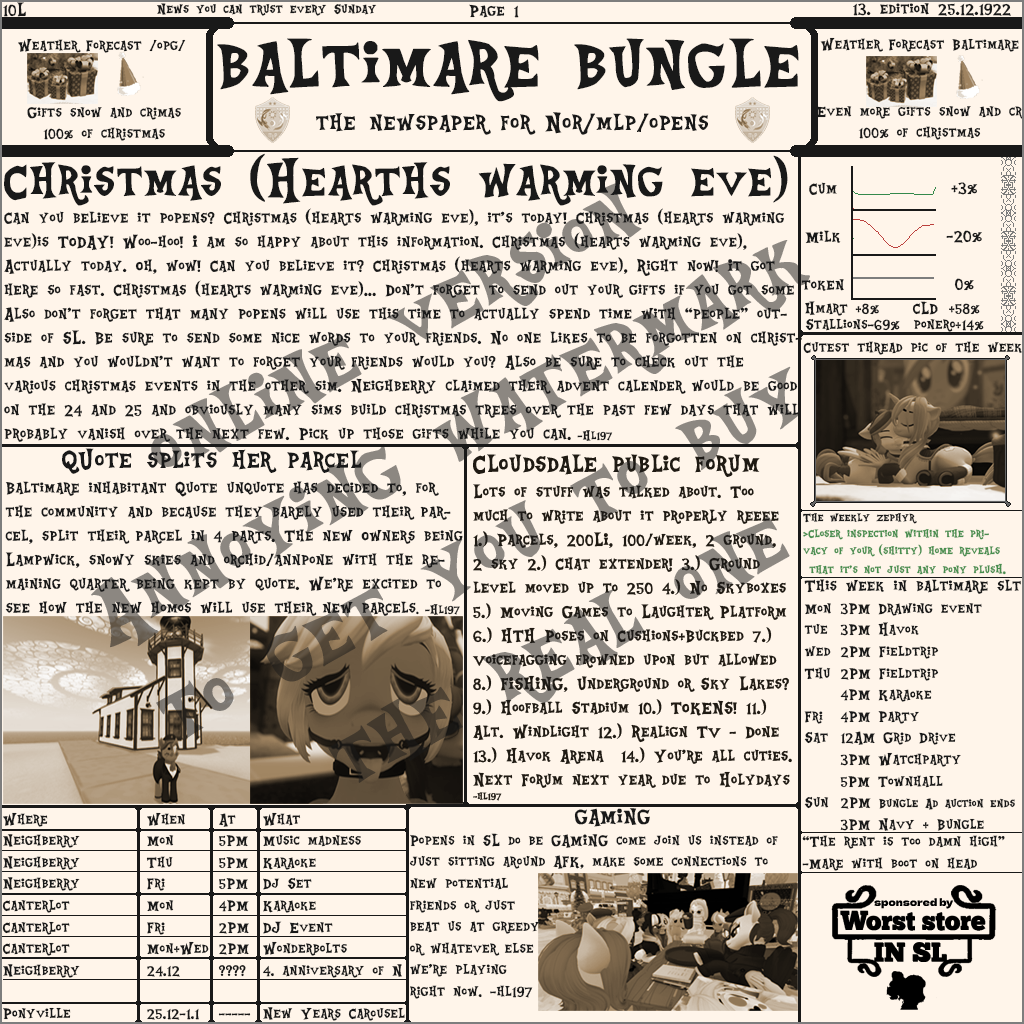 10L
News you can trust every Sunday
Page 1
13. edition 25.12.1922
Weather Forecast /opg/
Gifts snow and crimas
100% of christmas
Baltimare Bungle
The newspaper for Nor/mlp/opens
Weather Forecast Baltimare
Even more gifts snow and cr
100% of christmas
Christmas (Hearths warming eve)
Can you believe it popens? Christmas (Hearts warming eve), it's today! Christmas (Hearts warming
eve)is today! Woo-Hoo! I am so happy about this information. Christmas (Hearts warming eve),
Actually today. Oh, wow! Can you believe it? Christmas (Hearts warming eve), Right now! It got
here so fast. Christmas (Hearts warming eve)... Don't forget to send out your gifts if you got some
Also don't forget that many popens will use this time to actually spend time with "people" out-
side of SL. Be sure to send some nice words to your friends. No one likes to be forgotten on Christ-
mas and you wouldn't want to forget your friends would you? Also be sure to check out the
various christmas events in the other sim. Neighberry claimed their advent calender would be good
on the 24 and 25 and obviously many sims build christmas trees over the past few days that will
probably vanish over the next few. Pick up those gifts while you can. -HL197
Cum +3%
Milk -20%
Token 0%
Hmart +8% CLD +58%
Stallions-69% Ponero+14%
Cutest thread pic of the week
The weekly zephyr
>Closer inspection within the pri-
vacy of your (shitty) home reveals
that it's not just any pony plush.
Quote splits her parcel
Baltimare inhabitant Quote Unquote has decided to, for
the community and because they barely used their par-
cel, split their parcel in 4 parts. The new owners being
Lampwick, Snowy Skies and Orchid/Annpone with the re-
maining quarter being kept by Quote. We're excited to
see how the new homos will use their new parcels. -HL197
Cloudsdale public forum
Lots of stuff was talked about. Too
much to write about it properly reeee
1.) Parcels, 200Li, 100/week, 2 ground,
2 sky 2.) Chat extender! 3.) Ground
level moved up to 250 4.) No Skyboxes
5.) Moving Games to Laughter Platform
6.) HTH Poses on cushions+buckbed 7.)
Voicefagging frowned upon but allowed
8.) Fishing, Underground or Sky Lakes?
9.) Hoofball Stadium 10.) Tokens! 11.)
Alt. Windlight 12.) Realign Tv - Done
13.) Havok Arena 14.) You're all cuties.
Next Forum next year due to Holydays
-HL197
This week in Baltimare SLT
Mon 3PM Drawing event
Tue 3PM Havok
Wed 2PM Fieldtrip
Thu 2PM Fieldtrip
4PM Karaoke
Fri 4PM Party
Sat 12AM Grid Drive
3PM Watchparty
5PM Townhall
Sun 2PM Bungle Ad auction ends
3PM Navy + Bungle
"The rent is too damn high"
-Mare with boot on head
Where When At What
Neighberry Mon 5PM Music madness
Neighberry Thu 5PM Karaoke
Neighberry Fri 5PM DJ Set
Canterlot Mon 4PM Karaoke
Canterlot Fri 2PM DJ Event
Canterlot Mon+Wed 2PM Wonderbolts
Neighberry 24.12 ???? 4. Anniversary of N
Ponyville 25.12-1.1 ----- New Years Carousel
Gaming
Popens in SL do be gaming come join us instead of
just sitting around AFK. Make some connections to
new potential
friends or just
beat us at Greedy
or whatever else
we're playing
right now. -HL197
sponsored by
Worst store
IN SL
Online version
Annoying watermark
To get you to buy
the real one